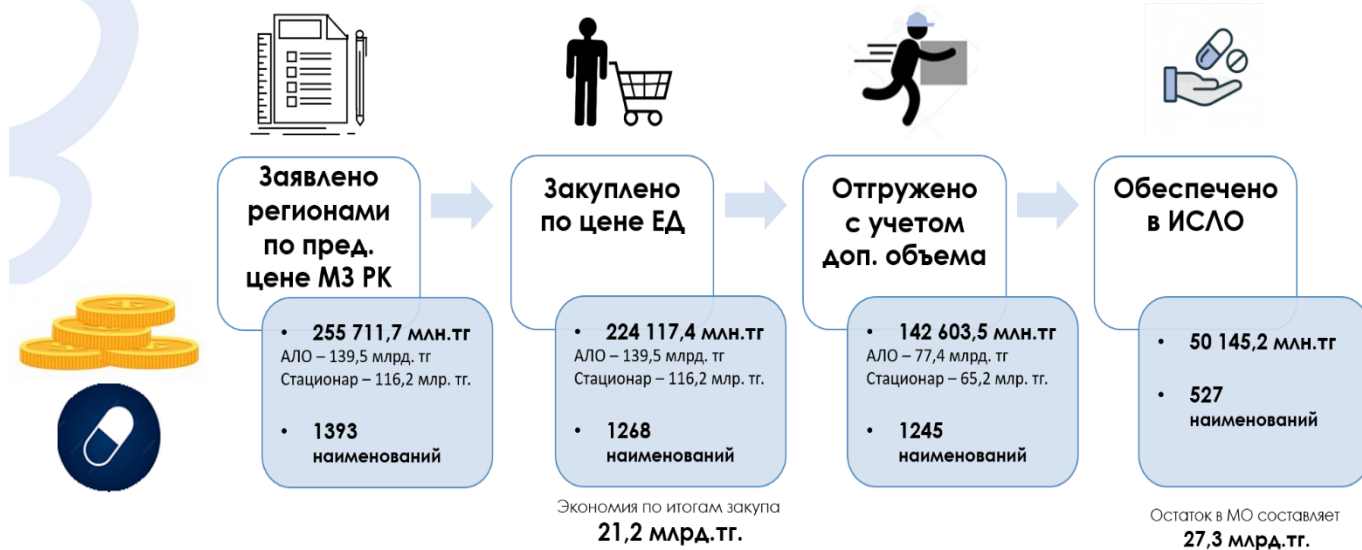 Заявлено
регионами
по пред.
цене МЗ РК
• 255 711,7 млн.тг
АЛО – 139,5 млрд. тг
Стационар – 116,2 млр. тг.
• 1393
наименований
Закуплено
по цене ЕД
• 224 117,4 млн.тг
АЛО – 139,5 млрд. тг
Стационар – 116,2 млр. тг.
• 1268
наименований
Экономия по итогам закупа
21,2 млрд.тг.
Отгружено
с учетом
доп. объема
• 142 603,5 млн.тг
АЛО – 77,4 млрд. тг
Стационар – 65,2 млр. тг.
• 1245
наименований
Обеспечено
в ИСЛО
• 50 145,2 млн.тг
• 527
наименований
Остаток в МО составляет
27,3 млрд.тг.